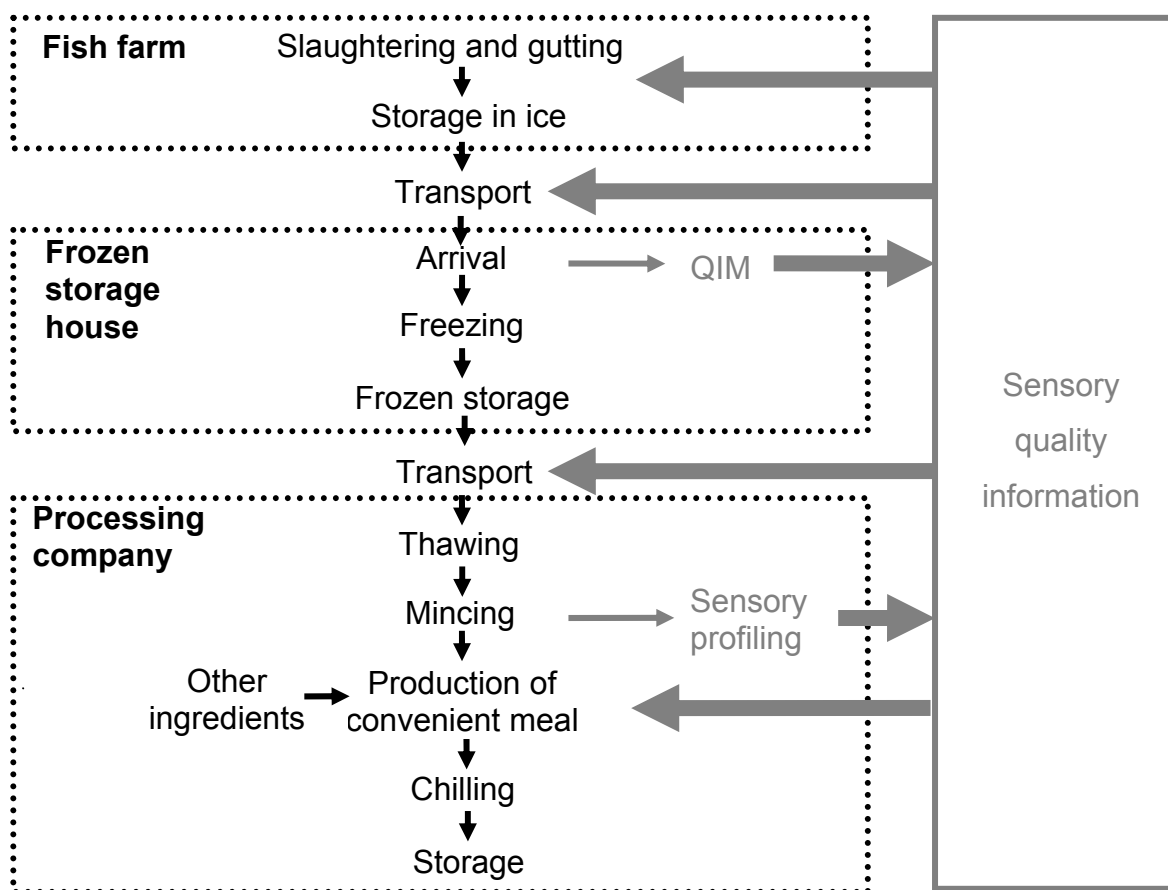 Fish farm
Slaughtering and gutting
Storage in ice
Transport
Frozen
storage
house
Arrival
QIM
Freezing
Frozen storage
Transport
Processing
company
Thawing
Mincing
Sensory
profiling
Other
ingredients
Production of
convenient meal
Chilling
Storage
Sensory
quality
information